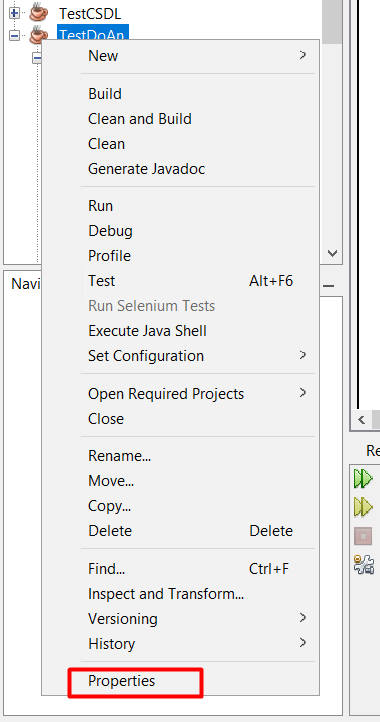 TestCSDL
TestDoAn
New
Build
Clean and Build
Clean
Generate Javadoc
Run
Debug
Profile
Test Alt+F6
Run Selenium Tests
Execute Java Shell
Set Configuration
Open Required Projects
Close
Rename...
Move...
Copy...
Delete Delete
Find... Ctrl+F
Inspect and Transform...
Versioning
History
Properties
Navi
Re